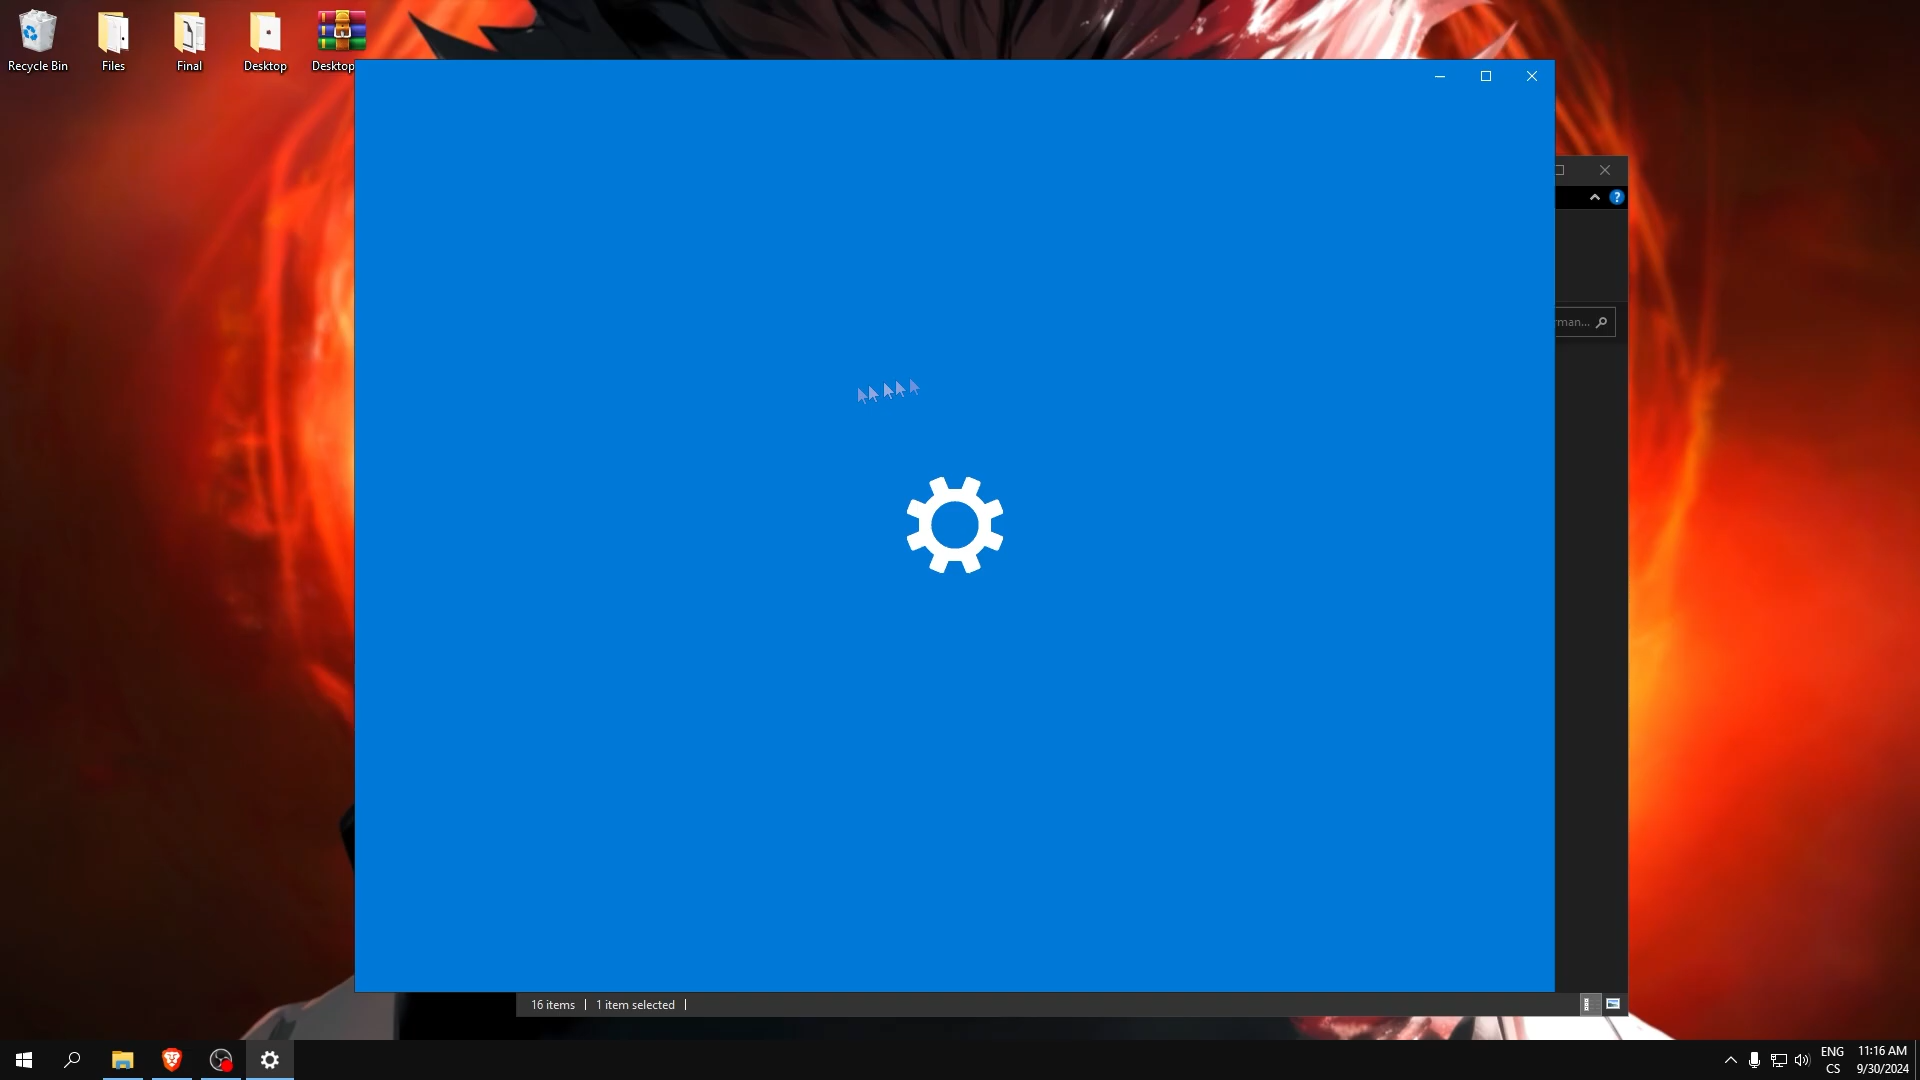 Recycle Bin
Files
Final
Desktop
Desktop
?
man...
16 items
1 item selected
ENG
CS
11:16 AM
9/30/2024